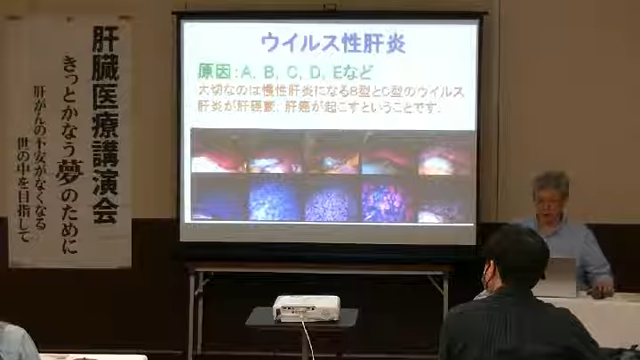 肝臓医療講演会
きっとかなう夢のために
肝がんの不安がなくなる
世の中を目指して
ウイルス性肝炎
原因:A, B, C, D, Eなど
大切なのは慢性肝炎になるB型とC型のウイルス
肝炎が肝硬変、肝癌が起こすということです.